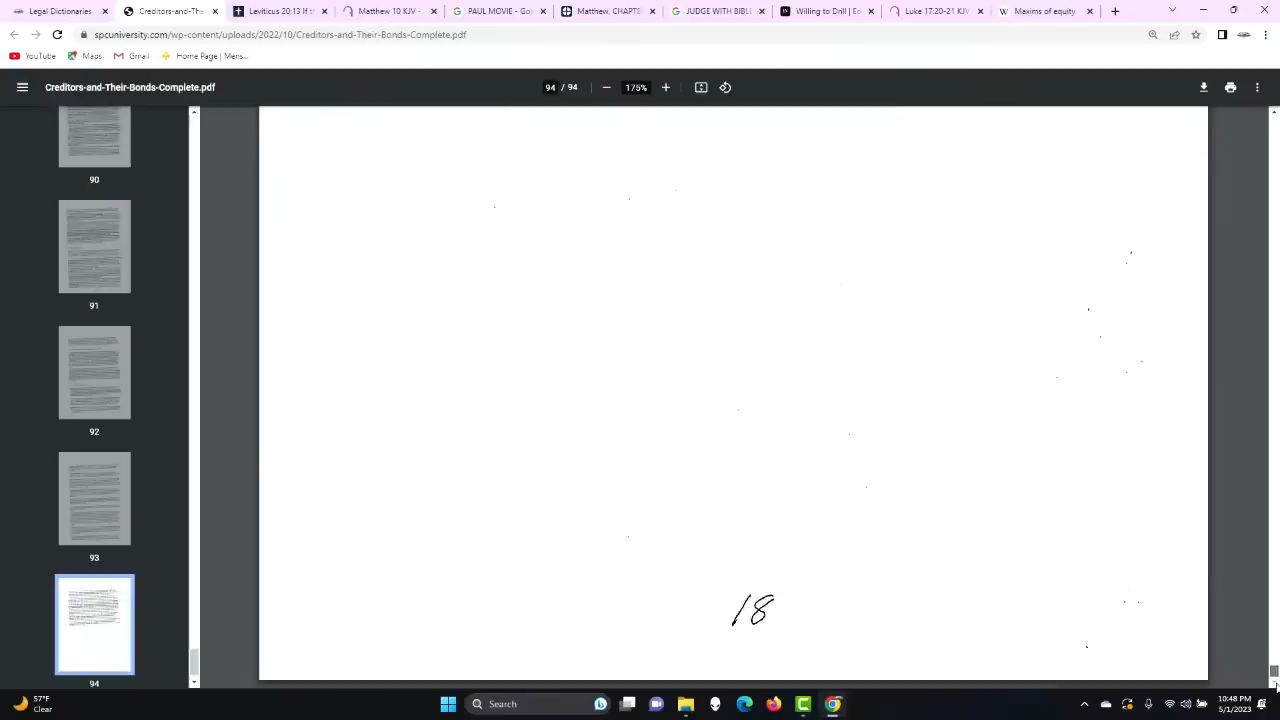 Legal Dictionaries
Creditors-and-The
Leviticus 20:13 If
Matthew 10 KJV -
PAUL MOVIE - Goo
Matthew, CHAPTE
JUDGE WITH BIBLE
Willing to Drill | Ed
Luke 17:20-21 KJV
Maxims of equity
spcuniversity.com/wp-content/uploads/2022/10/Creditors-and-Their-Bonds-Complete.pdf
YouTube
Maps
Gmail
Home Page | Mens...
Creditors-and-Their-Bonds-Complete.pdf
94 / 94
175%
90
91
92
93
94
18
57°F
Clear
Search
10:48 PM
5/1/2023